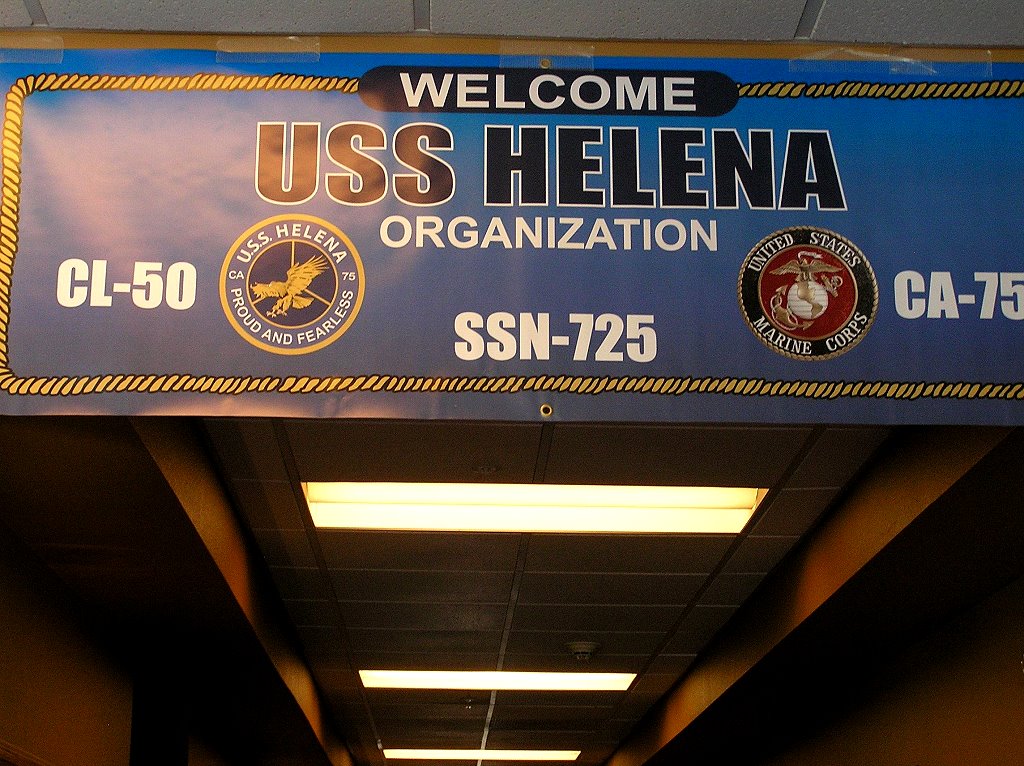 WELCOME
USS HELENA
ORGANIZATION
CL-50
U.S.S. HELENA
CA 75
PROUD AND FEARLESS
SSN-725
UNITED STATES
MARINE CORPS
CA-75